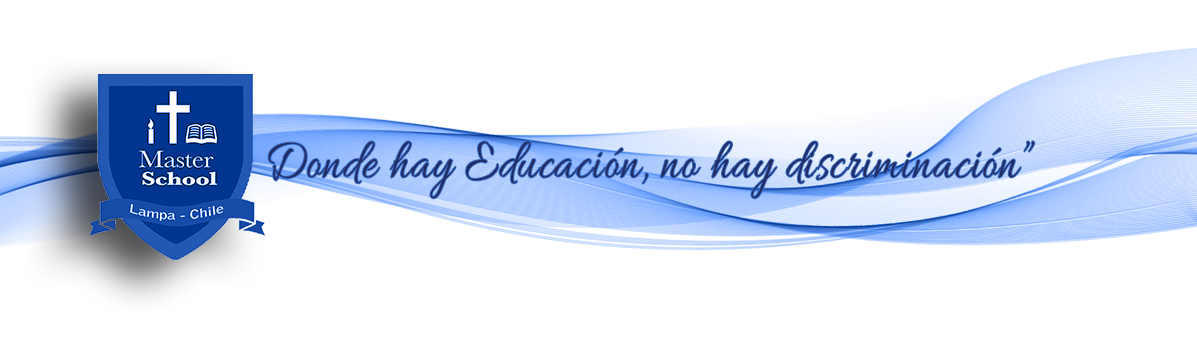 Master
School
Lampa - Chile
Donde hay Educación, no hay discriminación”